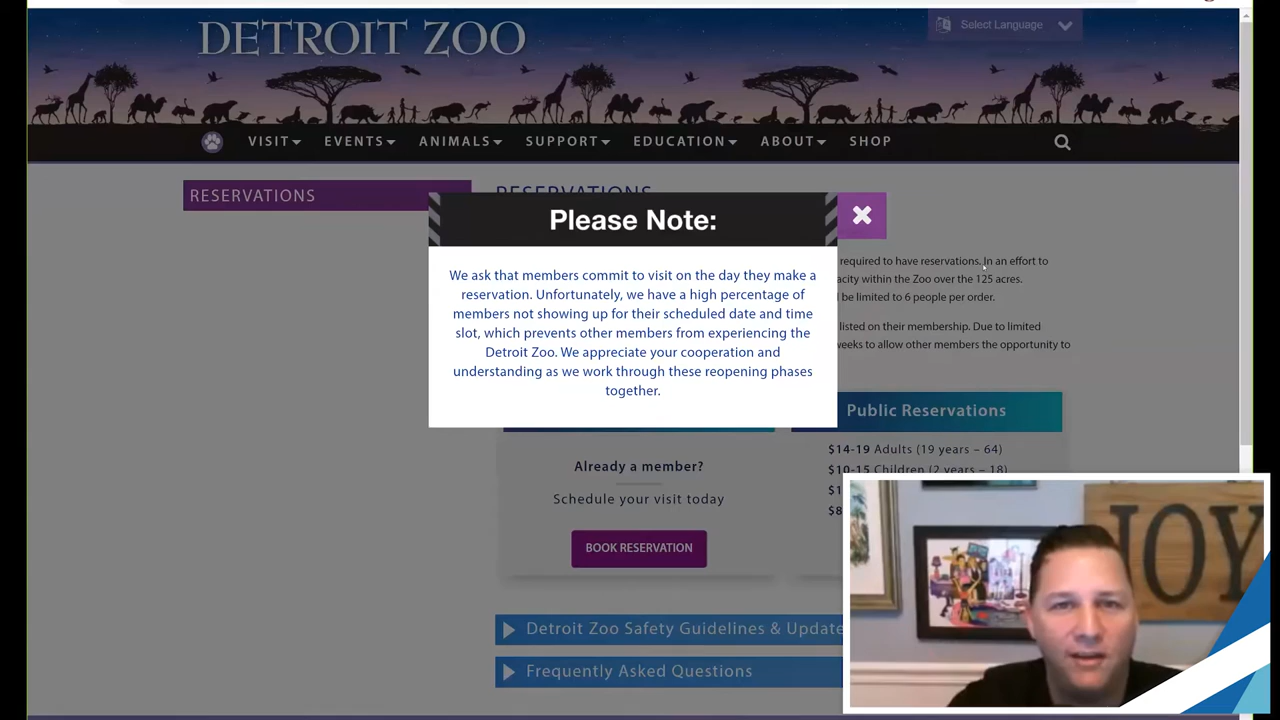 DETROIT ZOO
Select Language
VISIT
EVENTS
ANIMALS
SUPPORT
EDUCATION
ABOUT
SHOP
RESERVATIONS
RESERVATIONS
Please Note:
We ask that members commit to visit on the day they make a
reservation. Unfortunately, we have a high percentage of
members not showing up for their scheduled date and time
slot, which prevents other members from experiencing the
Detroit Zoo. We appreciate your cooperation and
understanding as we work through these reopening phases
together.
required to have reservations. In an effort to
acity within the Zoo over the 125 acres.
be limited to 6 people per order.
listed on their membership. Due to limited
weeks to allow other members the opportunity to
Already a member?
Schedule your visit today
BOOK RESERVATION
Public Reservations
$14-19 Adults (19 years – 64)
$10-15 Children (2 years – 18)
Detroit Zoo Safety Guidelines & Update
Frequently Asked Questions
JOY